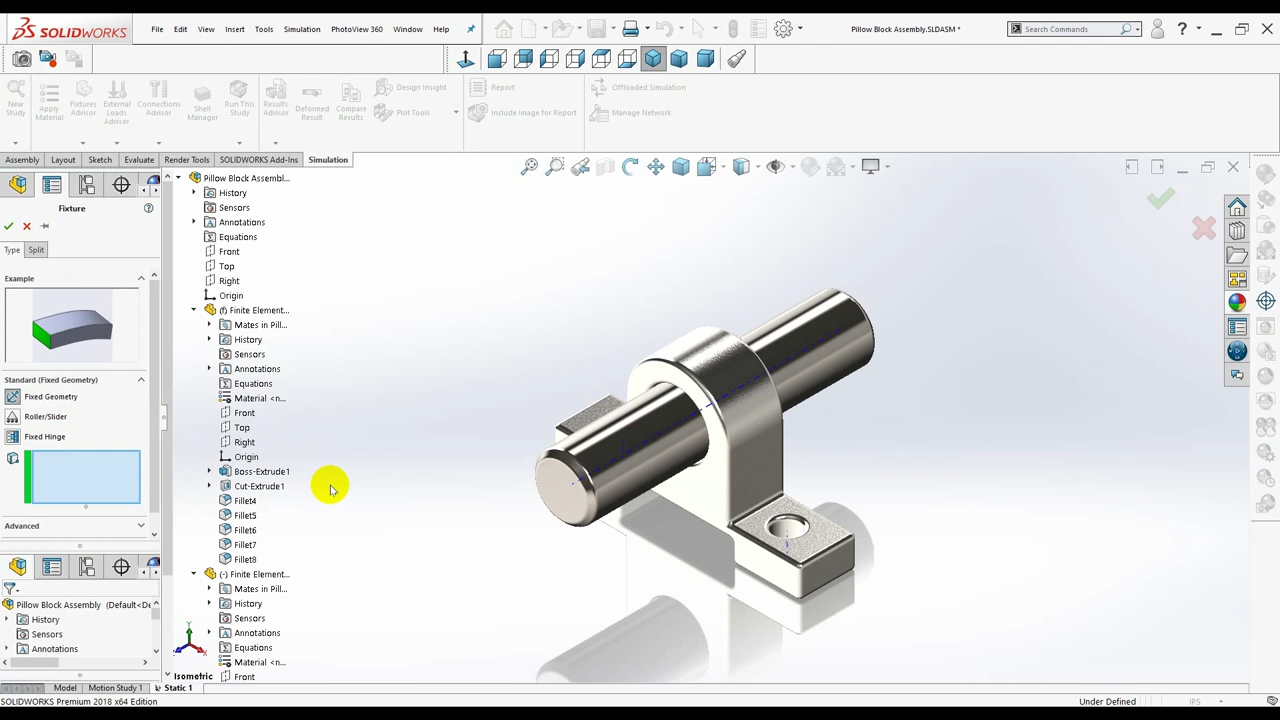 SOLIDWORKS
File Edit View Insert Tools Simulation PhotoView 360 Window Help
Pillow Block Assembly.SLDASM *
Search Commands
New Study
Apply Material
Fixtures Advisor
External Loads Advisor
Connections Advisor
Shell Manager
Run This Study
Results Advisor
Deformed Result
Compare Results
Design Insight
Plot Tools
Report
Include Image for Report
Offloaded Simulation
Manage Network
Assembly Layout Sketch Evaluate Render Tools SOLIDWORKS Add-Ins Simulation
Fixture
Type Split
Example
Standard (Fixed Geometry)
Fixed Geometry
Roller/Slider
Fixed Hinge
Advanced
Pillow Block Assembly (Default<De
History
Sensors
Annotations
Pillow Block Assembl...
History
Sensors
Annotations
Equations
Front
Top
Right
Origin
(f) Finite Element...
Mates in Pill...
History
Sensors
Annotations
Equations
Material <n...
Front
Top
Right
Origin
Boss-Extrude1
Cut-Extrude1
Fillet4
Fillet5
Fillet6
Fillet7
Fillet8
(-) Finite Element...
Mates in Pill...
History
Sensors
Annotations
Equations
Material <n...
Front
*Isometric
Model Motion Study 1 Static 1
SOLIDWORKS Premium 2018 x64 Edition
Under Defined
IPS